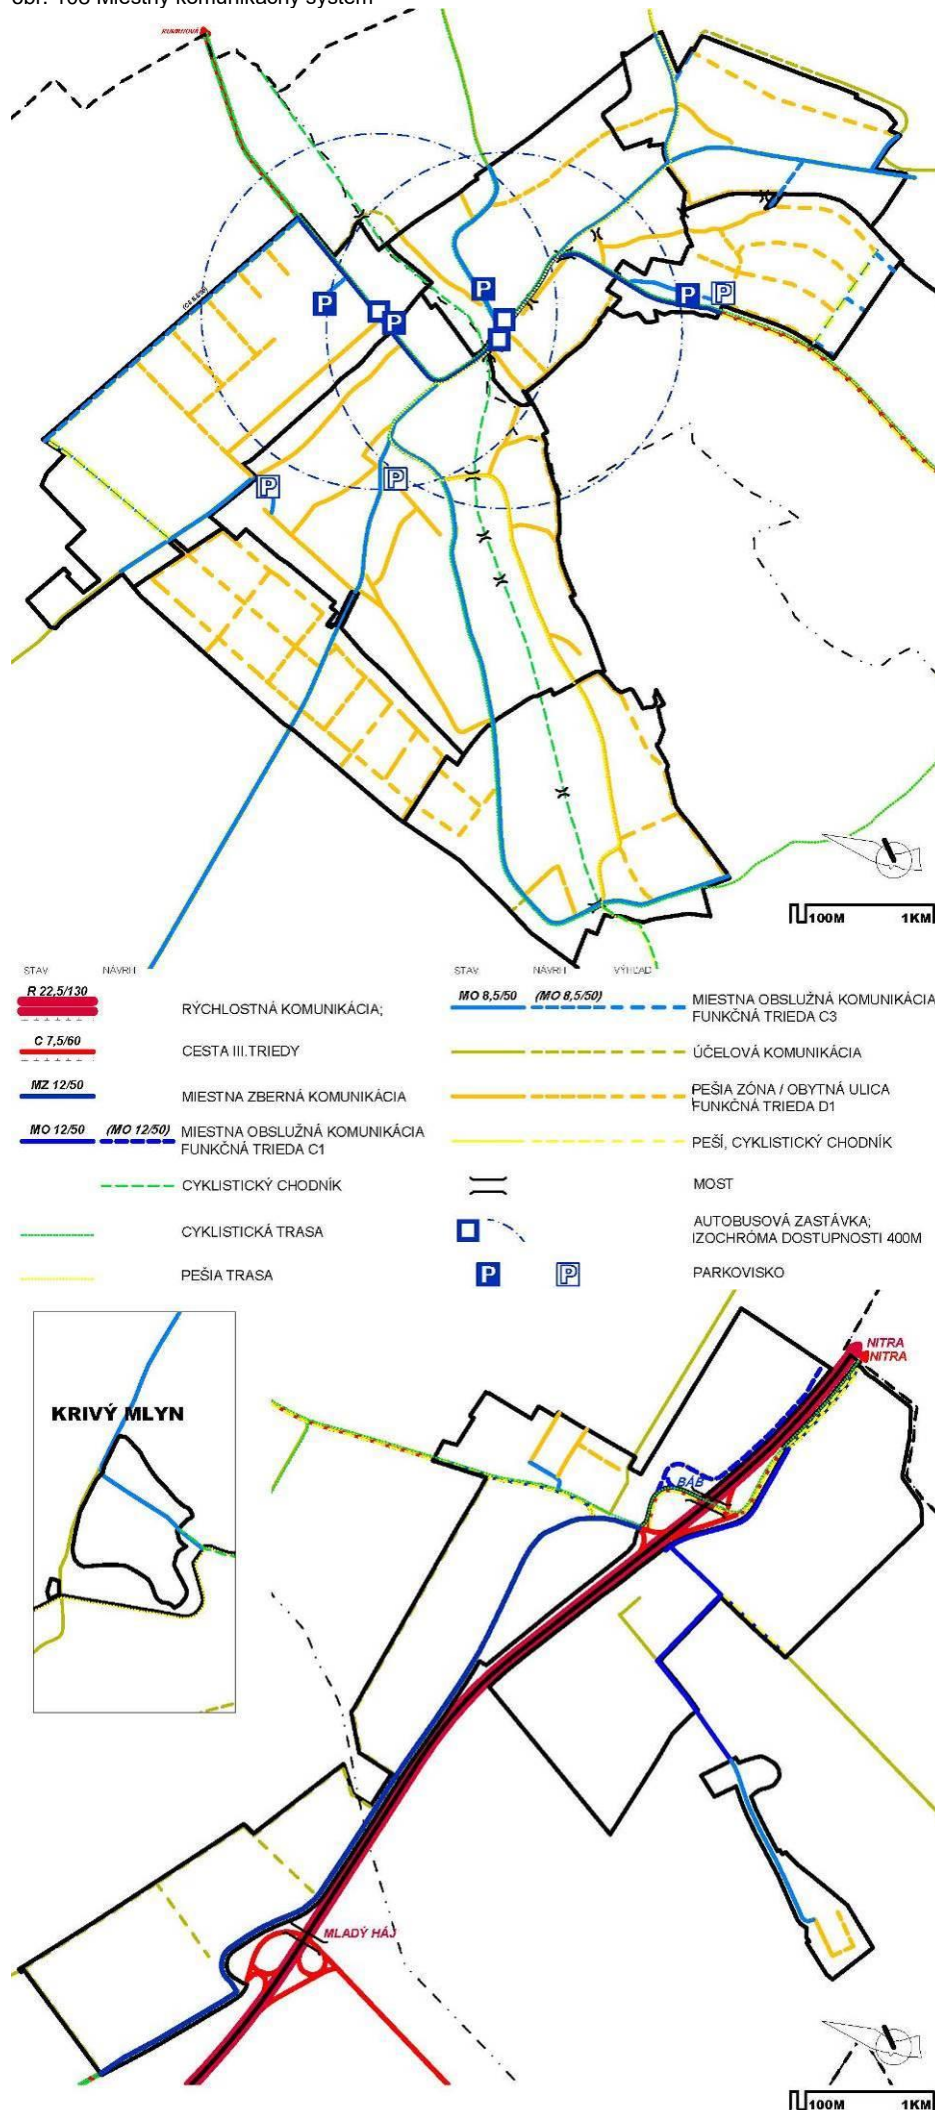 obr. 108 Miestny komunikačný systém
RUMANOVÁ
P
P
P
P
P
P
P
100M 1KM
STAV NÁVRH
R 22,5/130
RÝCHLOSTNÁ KOMUNIKÁCIA;
C 7,5/60
CESTA III.TRIEDY
MZ 12/50
MIESTNA ZBERNÁ KOMUNIKÁCIA
MO 12/50 (MO 12/50)
MIESTNA OBSLUŽNÁ KOMUNIKÁCIA
FUNKČNÁ TRIEDA C1
CYKLISTICKÝ CHODNÍK
CYKLISTICKÁ TRASA
PEŠIA TRASA
STAV NÁVRH VÝHĽAD
MO 8,5/50 (MO 8,5/50)
MIESTNA OBSLUŽNÁ KOMUNIKÁCIA
FUNKČNÁ TRIEDA C3
ÚČELOVÁ KOMUNIKÁCIA
PEŠIA ZÓNA / OBYTNÁ ULICA
FUNKČNÁ TRIEDA D1
PEŠÍ, CYKLISTICKÝ CHODNÍK
MOST
AUTOBUSOVÁ ZASTÁVKA;
IZOCHRÓMA DOSTUPNOSTI 400M
P P
PARKOVISKO
KRIVÝ MLYN
NITRA
NITRA
BÁB
MLADÝ HÁJ
100M 1KM